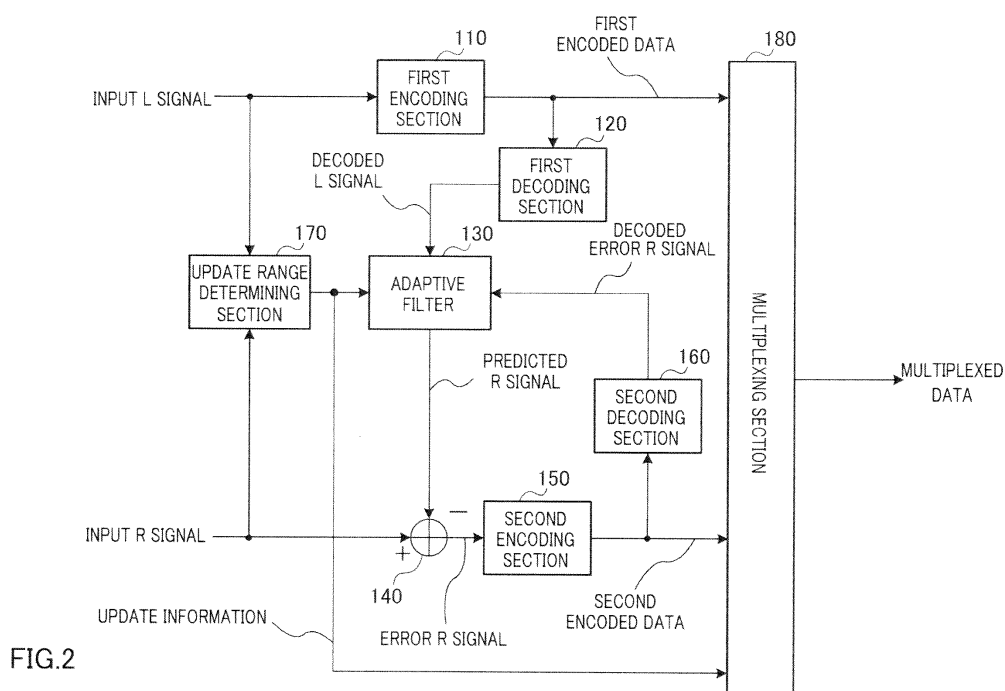 FIRST
ENCODED DATA
180
110
INPUT L SIGNAL
FIRST
ENCODING
SECTION
120
DECODED
L SIGNAL
FIRST
DECODING
SECTION
170
130
DECODED
ERROR R SIGNAL
UPDATE RANGE
DETERMINING
SECTION
ADAPTIVE
FILTER
MULTIPLEXING SECTION
PREDICTED
R SIGNAL
160
SECOND
DECODING
SECTION
MULTIPLEXED
DATA
150
INPUT R SIGNAL
+
−
140
SECOND
ENCODING
SECTION
UPDATE INFORMATION
ERROR R SIGNAL
SECOND
ENCODED DATA
FIG.2